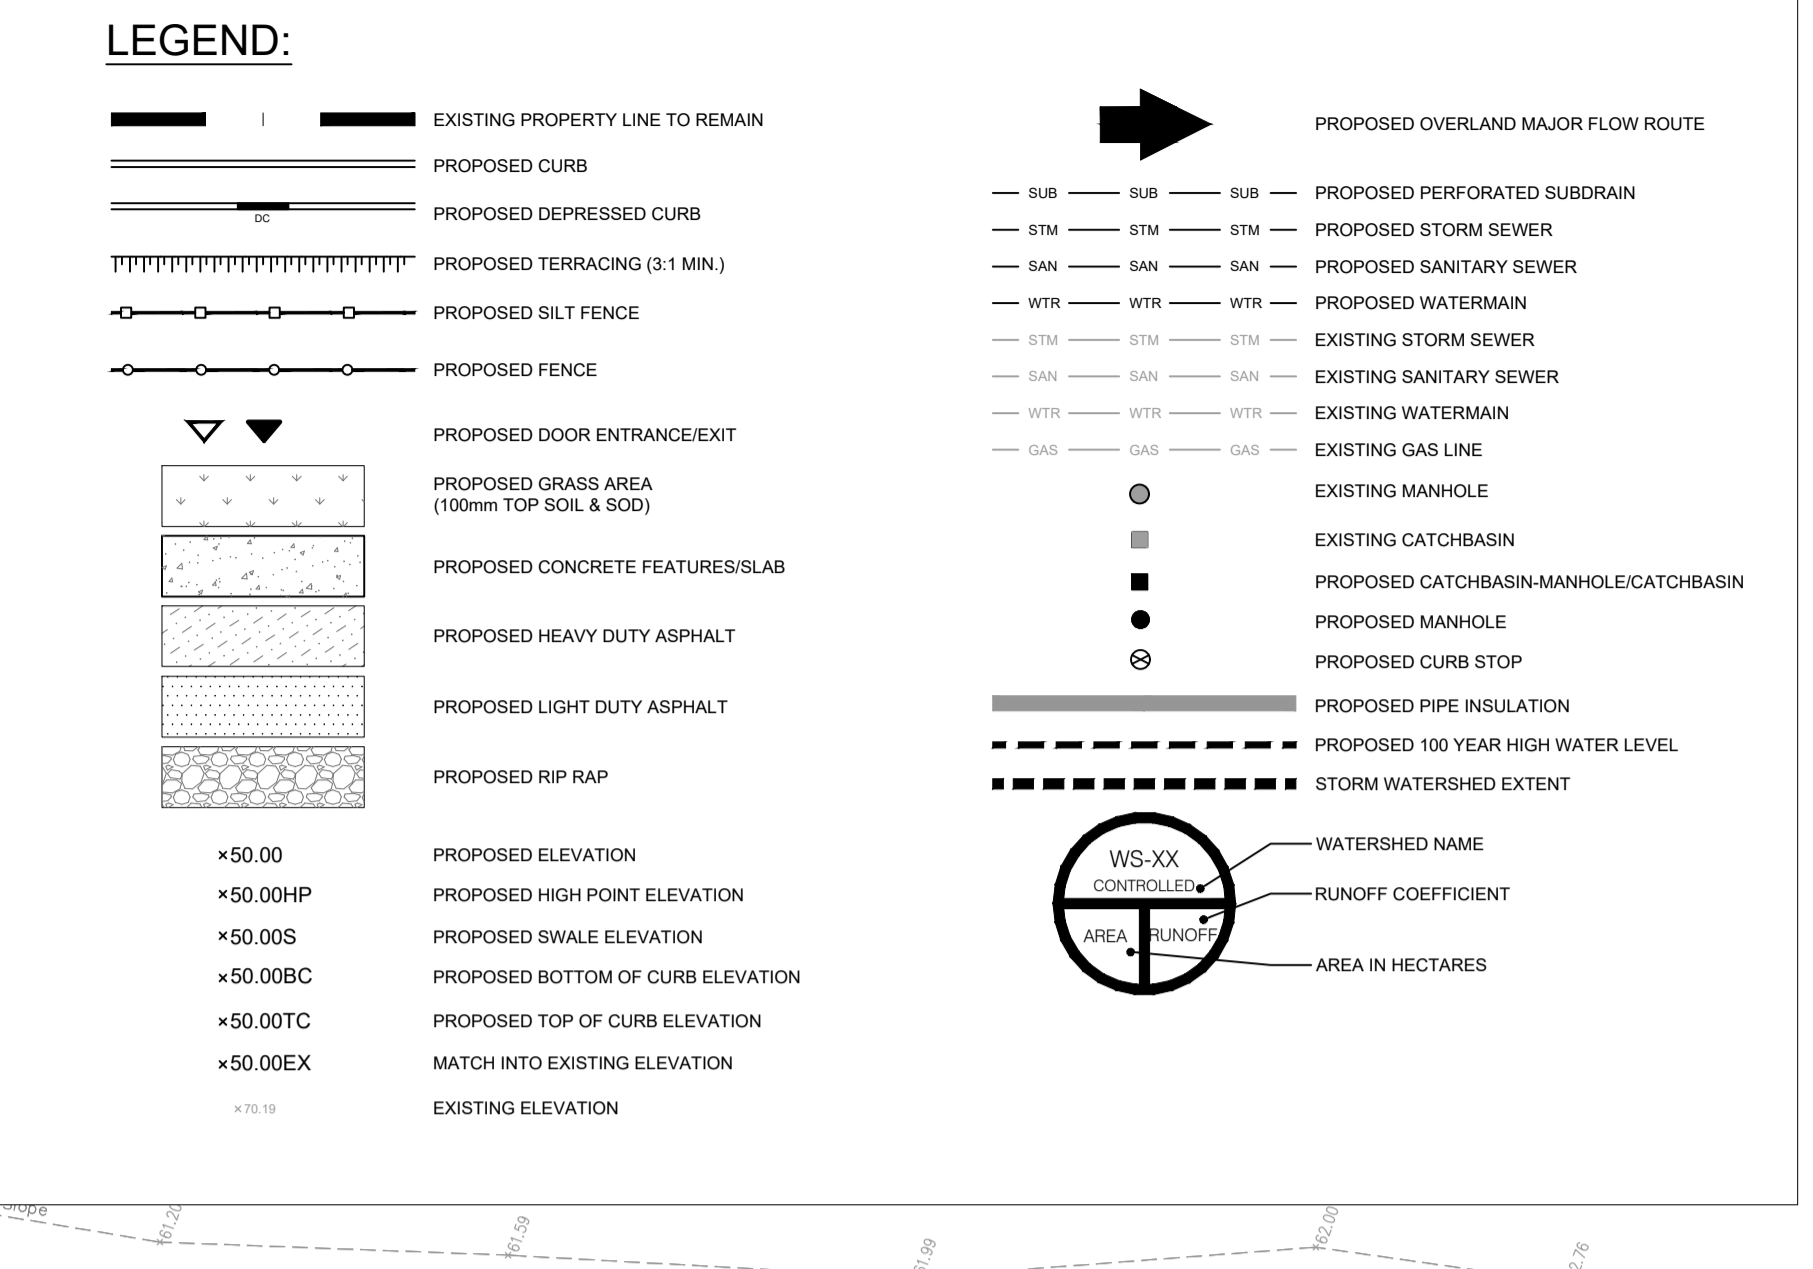 LEGEND:
EXISTING PROPERTY LINE TO REMAIN
PROPOSED CURB
DC
PROPOSED DEPRESSED CURB
PROPOSED TERRACING (3:1 MIN.)
PROPOSED SILT FENCE
PROPOSED FENCE
PROPOSED DOOR ENTRANCE/EXIT
PROPOSED GRASS AREA
(100mm TOP SOIL & SOD)
PROPOSED CONCRETE FEATURES/SLAB
PROPOSED HEAVY DUTY ASPHALT
PROPOSED LIGHT DUTY ASPHALT
PROPOSED RIP RAP
×50.00 PROPOSED ELEVATION
×50.00HP PROPOSED HIGH POINT ELEVATION
×50.00S PROPOSED SWALE ELEVATION
×50.00BC PROPOSED BOTTOM OF CURB ELEVATION
×50.00TC PROPOSED TOP OF CURB ELEVATION
×50.00EX MATCH INTO EXISTING ELEVATION
×70.19 EXISTING ELEVATION
PROPOSED OVERLAND MAJOR FLOW ROUTE
SUB SUB SUB PROPOSED PERFORATED SUBDRAIN
STM STM STM PROPOSED STORM SEWER
SAN SAN SAN PROPOSED SANITARY SEWER
WTR WTR WTR PROPOSED WATERMAIN
STM STM STM EXISTING STORM SEWER
SAN SAN SAN EXISTING SANITARY SEWER
WTR WTR WTR EXISTING WATERMAIN
GAS GAS GAS EXISTING GAS LINE
EXISTING MANHOLE
EXISTING CATCHBASIN
PROPOSED CATCHBASIN-MANHOLE/CATCHBASIN
PROPOSED MANHOLE
PROPOSED CURB STOP
PROPOSED PIPE INSULATION
PROPOSED 100 YEAR HIGH WATER LEVEL
STORM WATERSHED EXTENT
WS-XX
CONTROLLED
AREA RUNOFF
WATERSHED NAME
RUNOFF COEFFICIENT
AREA IN HECTARES
×61.20
×61.59
61.99
×62.00
2.76